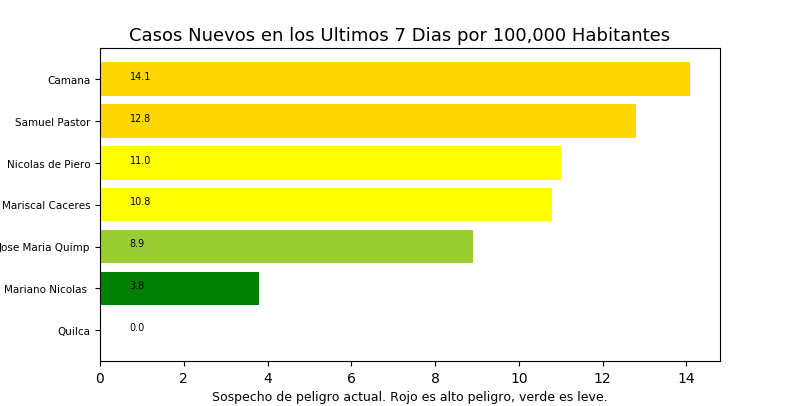 Casos Nuevos en los Ultimos 7 Dias por 100,000 Habitantes
Camana 14.1
Samuel Pastor 12.8
Nicolas de Piero 11.0
Mariscal Caceres 10.8
Jose Maria Quimp 8.9
Mariano Nicolas 3.8
Quilca 0.0
0 2 4 6 8 10 12 14
Sospecho de peligro actual. Rojo es alto peligro, verde es leve.